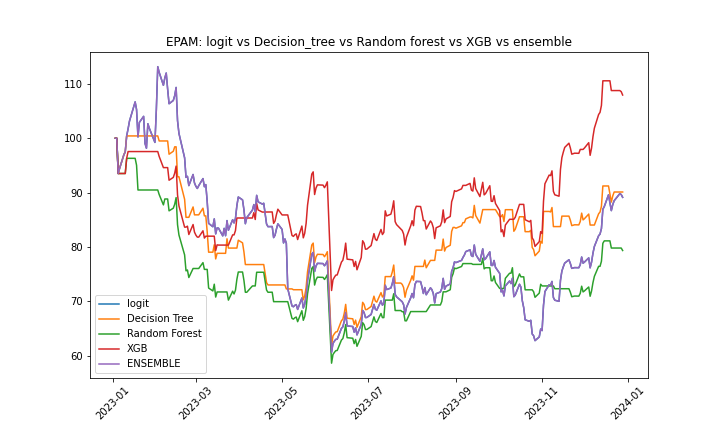 EPAM: logit vs Decision_tree vs Random forest vs XGB vs ensemble
110
100
90
80
70
60
logit
Decision Tree
Random Forest
XGB
ENSEMBLE
2023-01
2023-03
2023-05
2023-07
2023-09
2023-11
2024-01